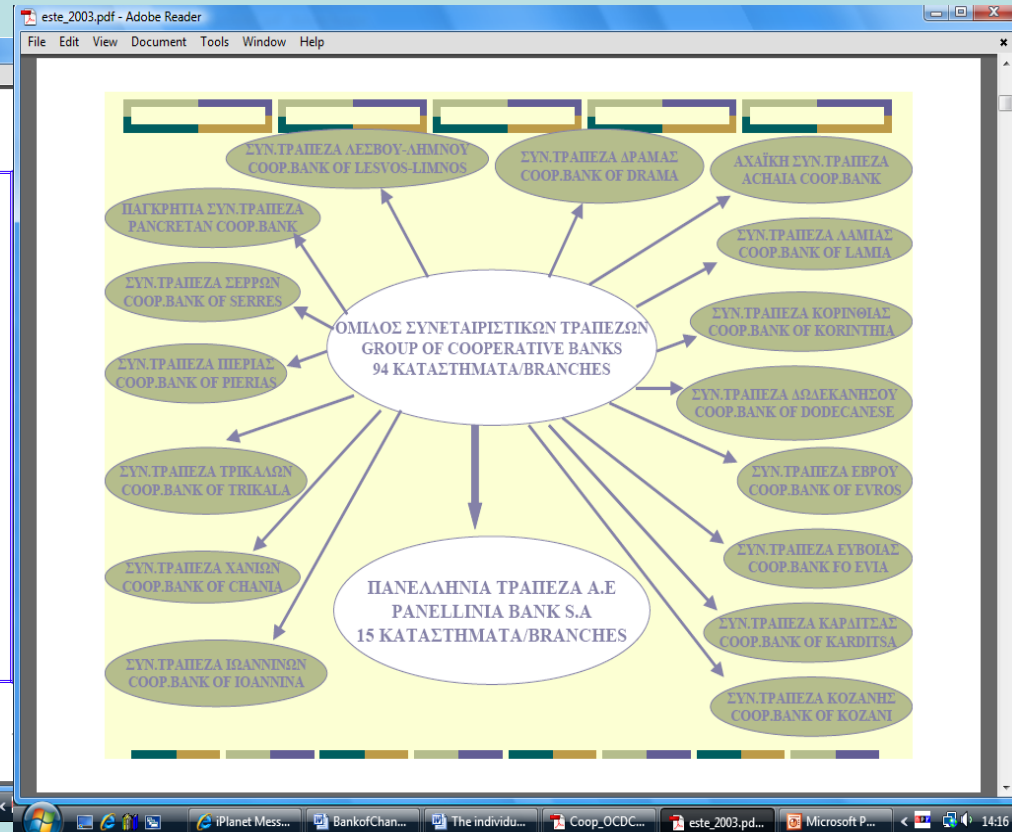 este_2003.pdf - Adobe Reader
File Edit View Document Tools Window Help
ΣΥΝ.ΤΡΑΠΕΖΑ ΛΕΣΒΟΥ-ΛΗΜΝΟΥ
COOP.BANK OF LESVOS-LIMNOS
ΣΥΝ.ΤΡΑΠΕΖΑ ΔΡΑΜΑΣ
COOP.BANK OF DRAMA
ΑΧΑΪΚΗ ΣΥΝ.ΤΡΑΠΕΖΑ
ACHAIA COOP.BANK
ΠΑΓΚΡΗΤΙΑ ΣΥΝ.ΤΡΑΠΕΖΑ
PANCRETAN COOP.BANK
ΣΥΝ.ΤΡΑΠΕΖΑ ΛΑΜΙΑΣ
COOP.BANK OF LAMIA
ΣΥΝ.ΤΡΑΠΕΖΑ ΣΕΡΡΩΝ
COOP.BANK OF SERRES
ΟΜΙΛΟΣ ΣΥΝΕΤΑΙΡΙΣΤΙΚΩΝ ΤΡΑΠΕΖΩΝ
GROUP OF COOPERATIVE BANKS
94 ΚΑΤΑΣΤΗΜΑΤΑ/BRANCHES
ΣΥΝ.ΤΡΑΠΕΖΑ ΚΟΡΙΝΘΙΑΣ
COOP.BANK OF KORINTHIA
ΣΥΝ.ΤΡΑΠΕΖΑ ΠΙΕΡΙΑΣ
COOP.BANK OF PIERIAS
ΣΥΝ.ΤΡΑΠΕΖΑ ΔΩΔΕΚΑΝΗΣΟΥ
COOP.BANK OF DODECANESE
ΣΥΝ.ΤΡΑΠΕΖΑ ΤΡΙΚΑΛΩΝ
COOP.BANK OF TRIKALA
ΣΥΝ.ΤΡΑΠΕΖΑ ΕΒΡΟΥ
COOP.BANK OF EVROS
ΣΥΝ.ΤΡΑΠΕΖΑ ΧΑΝΙΩΝ
COOP.BANK OF CHANIA
ΠΑΝΕΛΛΗΝΙΑ ΤΡΑΠΕΖΑ Α.Ε
PANELLINIA BANK S.A
15 ΚΑΤΑΣΤΗΜΑΤΑ/BRANCHES
ΣΥΝ.ΤΡΑΠΕΖΑ ΕΥΒΟΙΑΣ
COOP.BANK FO EVIA
ΣΥΝ.ΤΡΑΠΕΖΑ ΚΑΡΔΙΤΣΑΣ
COOP.BANK OF KARDITSA
ΣΥΝ.ΤΡΑΠΕΖΑ ΙΩΑΝΝΙΝΩΝ
COOP.BANK OF IOANNINA
ΣΥΝ.ΤΡΑΠΕΖΑ ΚΟΖΑΝΗΣ
COOP.BANK OF KOZANI
iPlanet Mess... BankofChan... The individu... Coop_OCDC... este_2003.pd... Microsoft P... 14:16